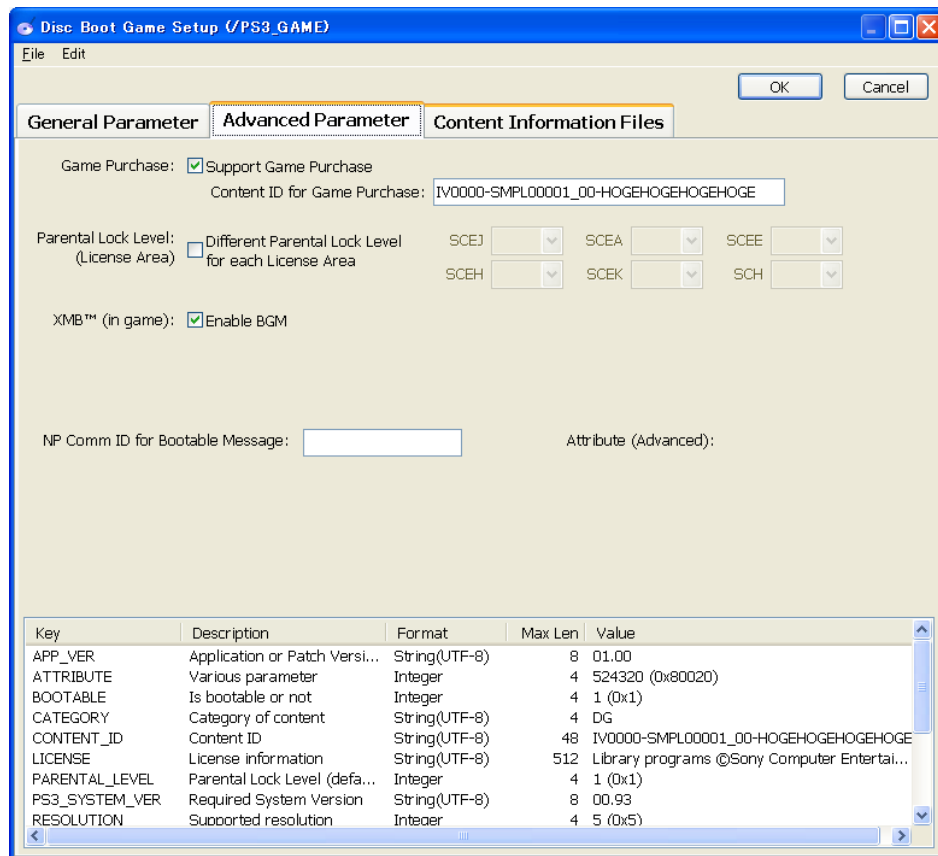 Disc Boot Game Setup (/PS3_GAME)
File Edit
OK Cancel
General Parameter Advanced Parameter Content Information Files
Game Purchase: Support Game Purchase
Content ID for Game Purchase: IV0000-SMPL00001_00-HOGEHOGEHOGEHOGE
Parental Lock Level: Different Parental Lock Level SCEJ SCEA SCEE
(License Area) for each License Area SCEH SCEK SCH
XMB™ (in game): Enable BGM
NP Comm ID for Bootable Message: Attribute (Advanced):
Key Description Format Max Len Value
APP_VER Application or Patch Versi... String(UTF-8) 8 01.00
ATTRIBUTE Various parameter Integer 4 524320 (0x80020)
BOOTABLE Is bootable or not Integer 4 1 (0x1)
CATEGORY Category of content String(UTF-8) 4 DG
CONTENT_ID Content ID String(UTF-8) 48 IV0000-SMPL00001_00-HOGEHOGEHOGEHOGE
LICENSE License information String(UTF-8) 512 Library programs ©Sony Computer Entertai...
PARENTAL_LEVEL Parental Lock Level (defa... Integer 4 1 (0x1)
PS3_SYSTEM_VER Required System Version String(UTF-8) 8 00.93
RESOLUTION Supported resolution Integer 4 5 (0x5)